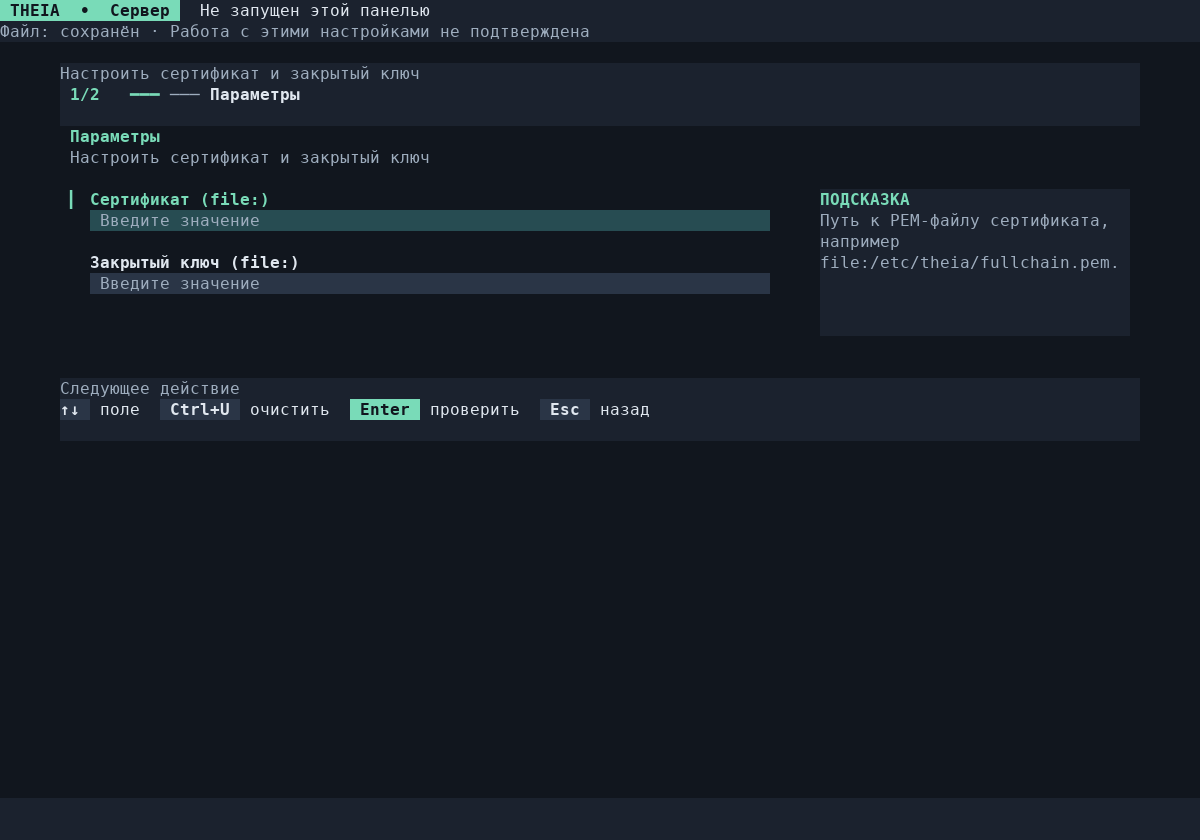 THEIA • Сервер Не запущен этой панелью
Файл: сохранён · Работа с этими настройками не подтверждена
Настроить сертификат и закрытый ключ
1/2 ━━━ ─── Параметры
Параметры
Настроить сертификат и закрытый ключ
Сертификат (file:)
Введите значение
Закрытый ключ (file:)
Введите значение
ПОДСКАЗКА
Путь к PEM-файлу сертификата,
например
file:/etc/theia/fullchain.pem.
Следующее действие
↑↓ поле Ctrl+U очистить Enter проверить Esc назад